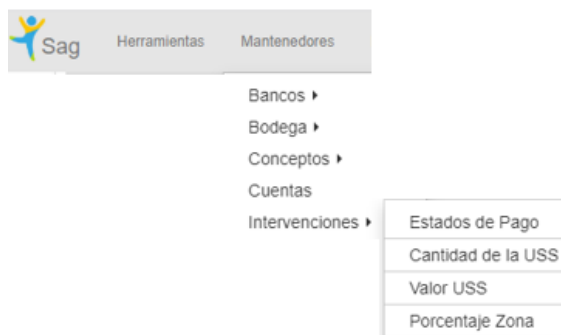 Sag Herramientas Mantenedores
Bancos
Bodega
Conceptos
Cuentas
Intervenciones
Estados de Pago
Cantidad de la USS
Valor USS
Porcentaje Zona